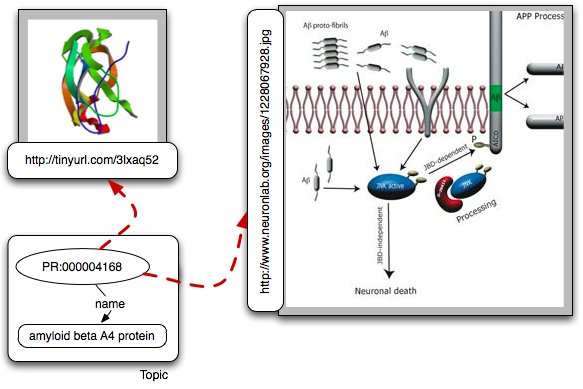 http://tinyurl.com/3lxaq52
PR:000004168
name
amyloid beta A4 protein
Topic
http://www.neuronlab.org/images/1228067928.jpg
Aβ proto-fibrils
Aβ
APP Process
Aβ
AP
AP
AICD
P
JBD-dependent
Aβ
JNK active
JNK
Processing
JBD-independent
Neuronal death